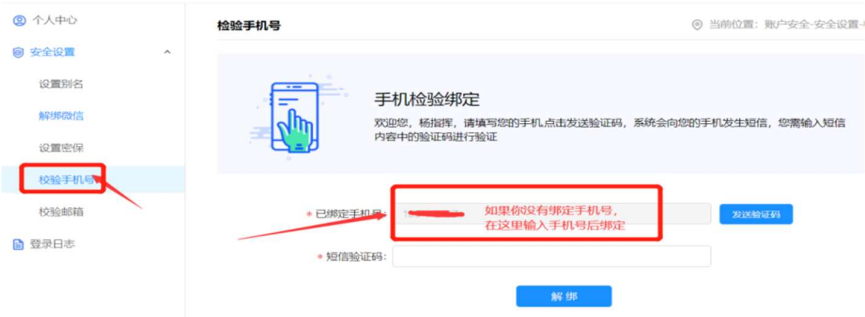 个人中心
安全设置
设置别名
解绑微信
设置密保
校验手机号
校验邮箱
登录日志
检验手机号
当前位置：账户安全-安全设置-
手机检验绑定
欢迎您，杨指挥，请填写您的手机,点击发送验证码，系统会向您的手机发生短信，您需输入短信
内容中的验证码进行验证
* 已绑定手机号：
如果你没有绑定手机号，
在这里输入手机号后绑定
发送验证码
* 短信验证码：
解绑